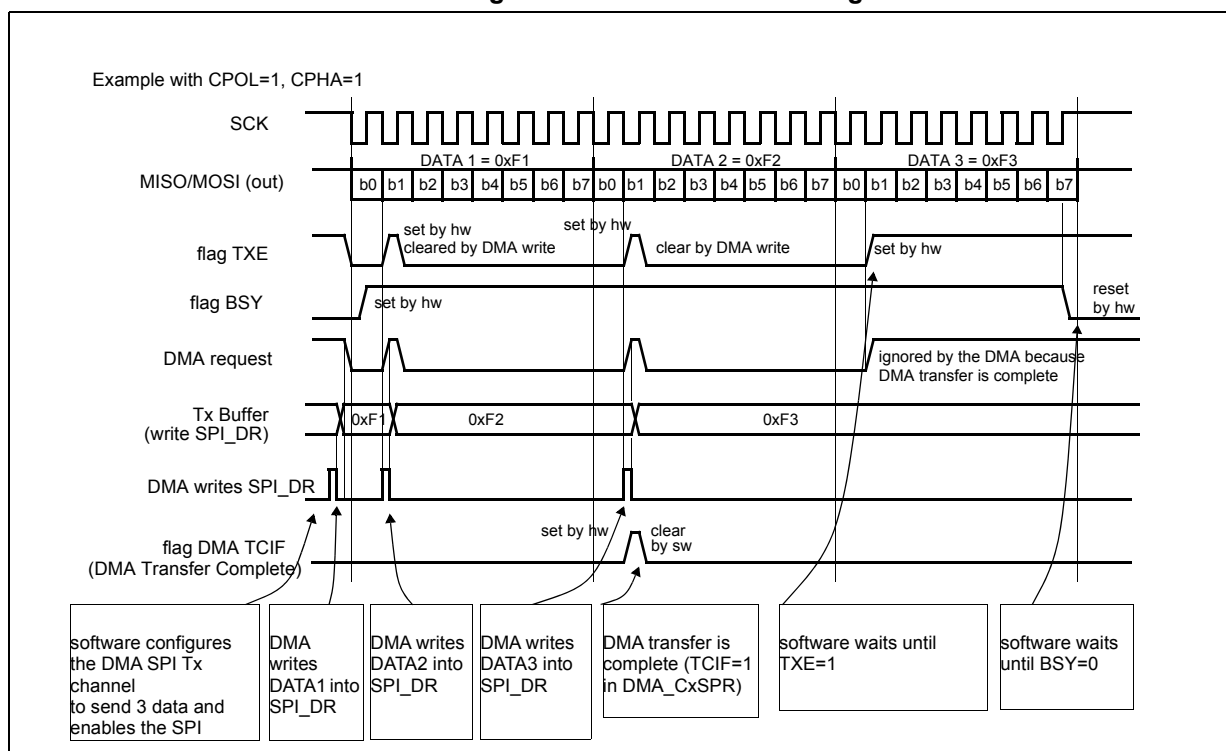 Example with CPOL=1, CPHA=1
SCK
DATA 1 = 0xF1 DATA 2 = 0xF2 DATA 3 = 0xF3
MISO/MOSI (out) b0 b1 b2 b3 b4 b5 b6 b7 b0 b1 b2 b3 b4 b5 b6 b7 b0 b1 b2 b3 b4 b5 b6 b7
set by hw set by hw
cleared by DMA write clear by DMA write set by hw
flag TXE
flag BSY set by hw reset
by hw
DMA request ignored by the DMA because
DMA transfer is complete
Tx Buffer 0xF1 0xF2 0xF3
(write SPI_DR)
DMA writes SPI_DR
set by hw clear
by sw
flag DMA TCIF
(DMA Transfer Complete)
software configures
the DMA SPI Tx
channel
to send 3 data and
enables the SPI
DMA
writes
DATA1 into
SPI_DR
DMA writes
DATA2 into
SPI_DR
DMA writes
DATA3 into
SPI_DR
DMA transfer is
complete (TCIF=1
in DMA_CxSPR)
software waits until
TXE=1
software waits
until BSY=0